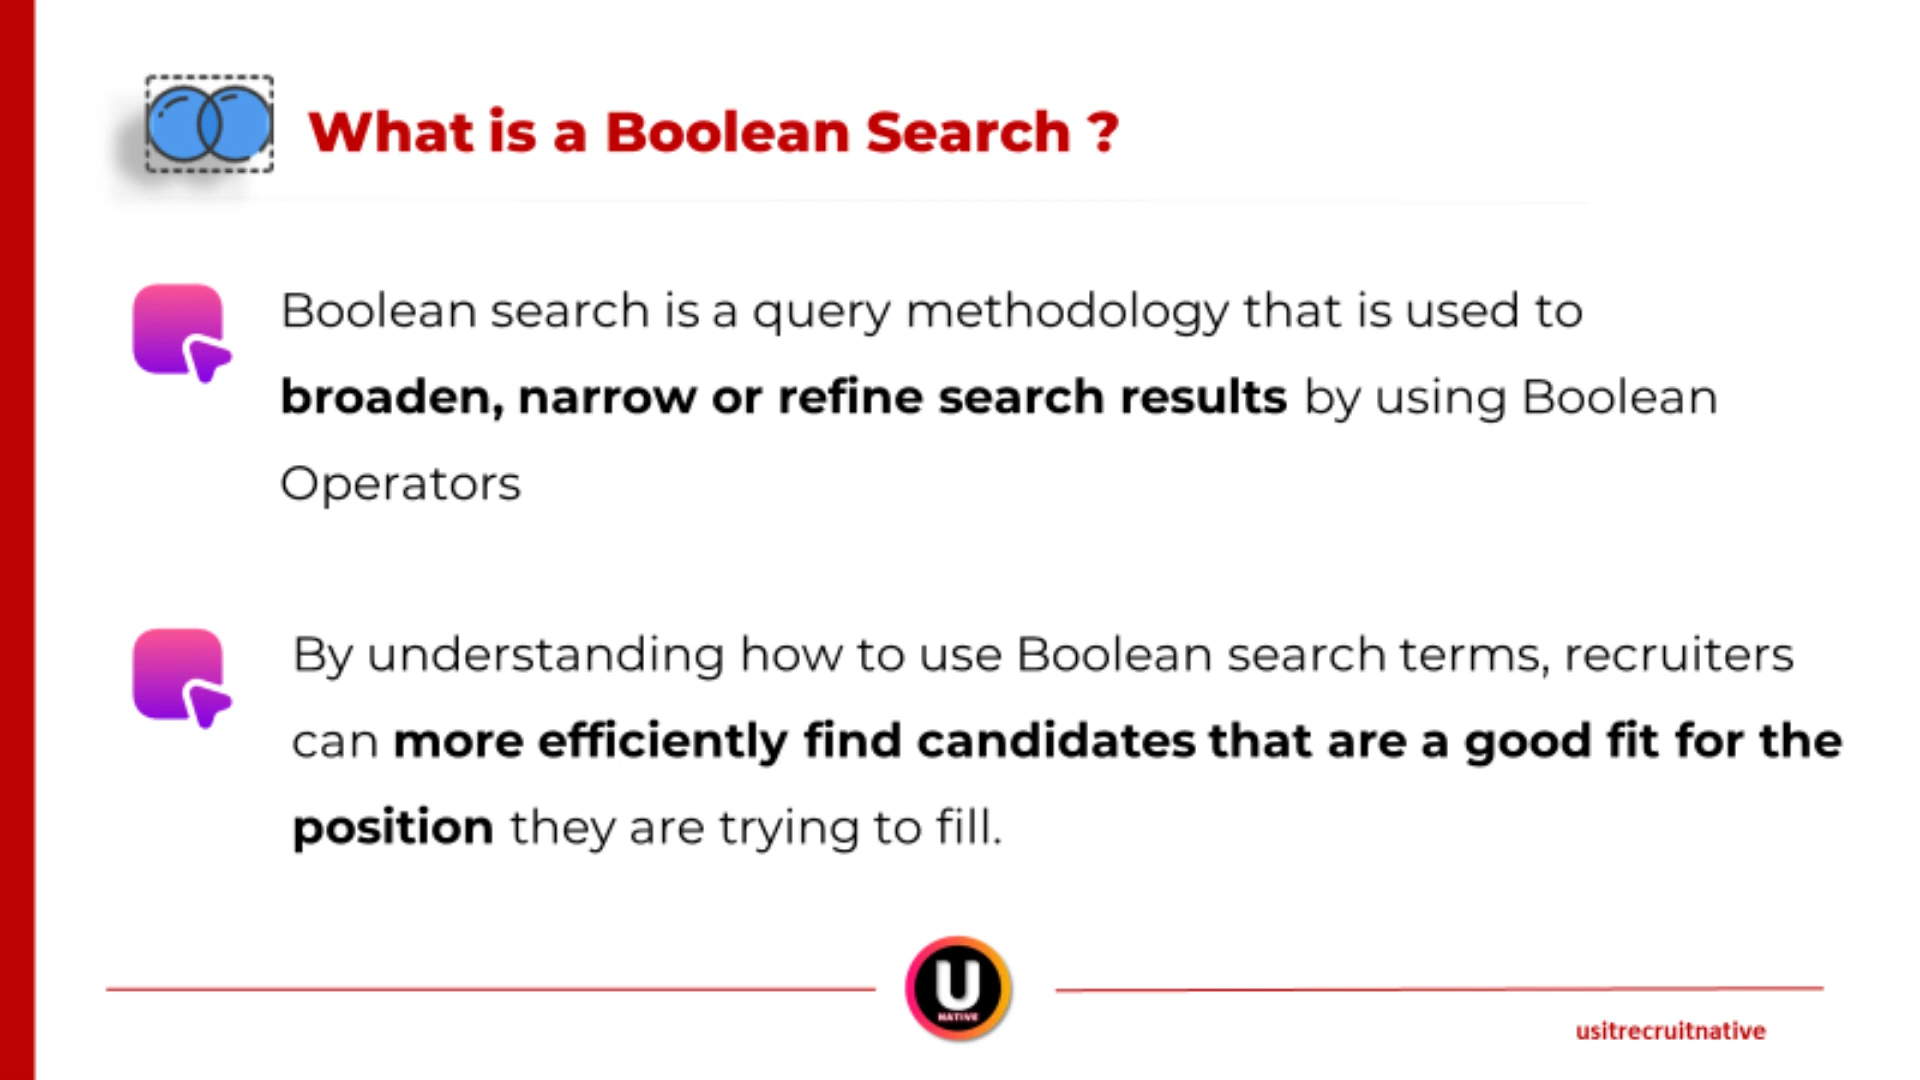 What is a Boolean Search ?
Boolean search is a query methodology that is used to
broaden, narrow or refine search results by using Boolean
Operators
By understanding how to use Boolean search terms, recruiters
can more efficiently find candidates that are a good fit for the
position they are trying to fill.
U
NATIVE
usitrecruitnative